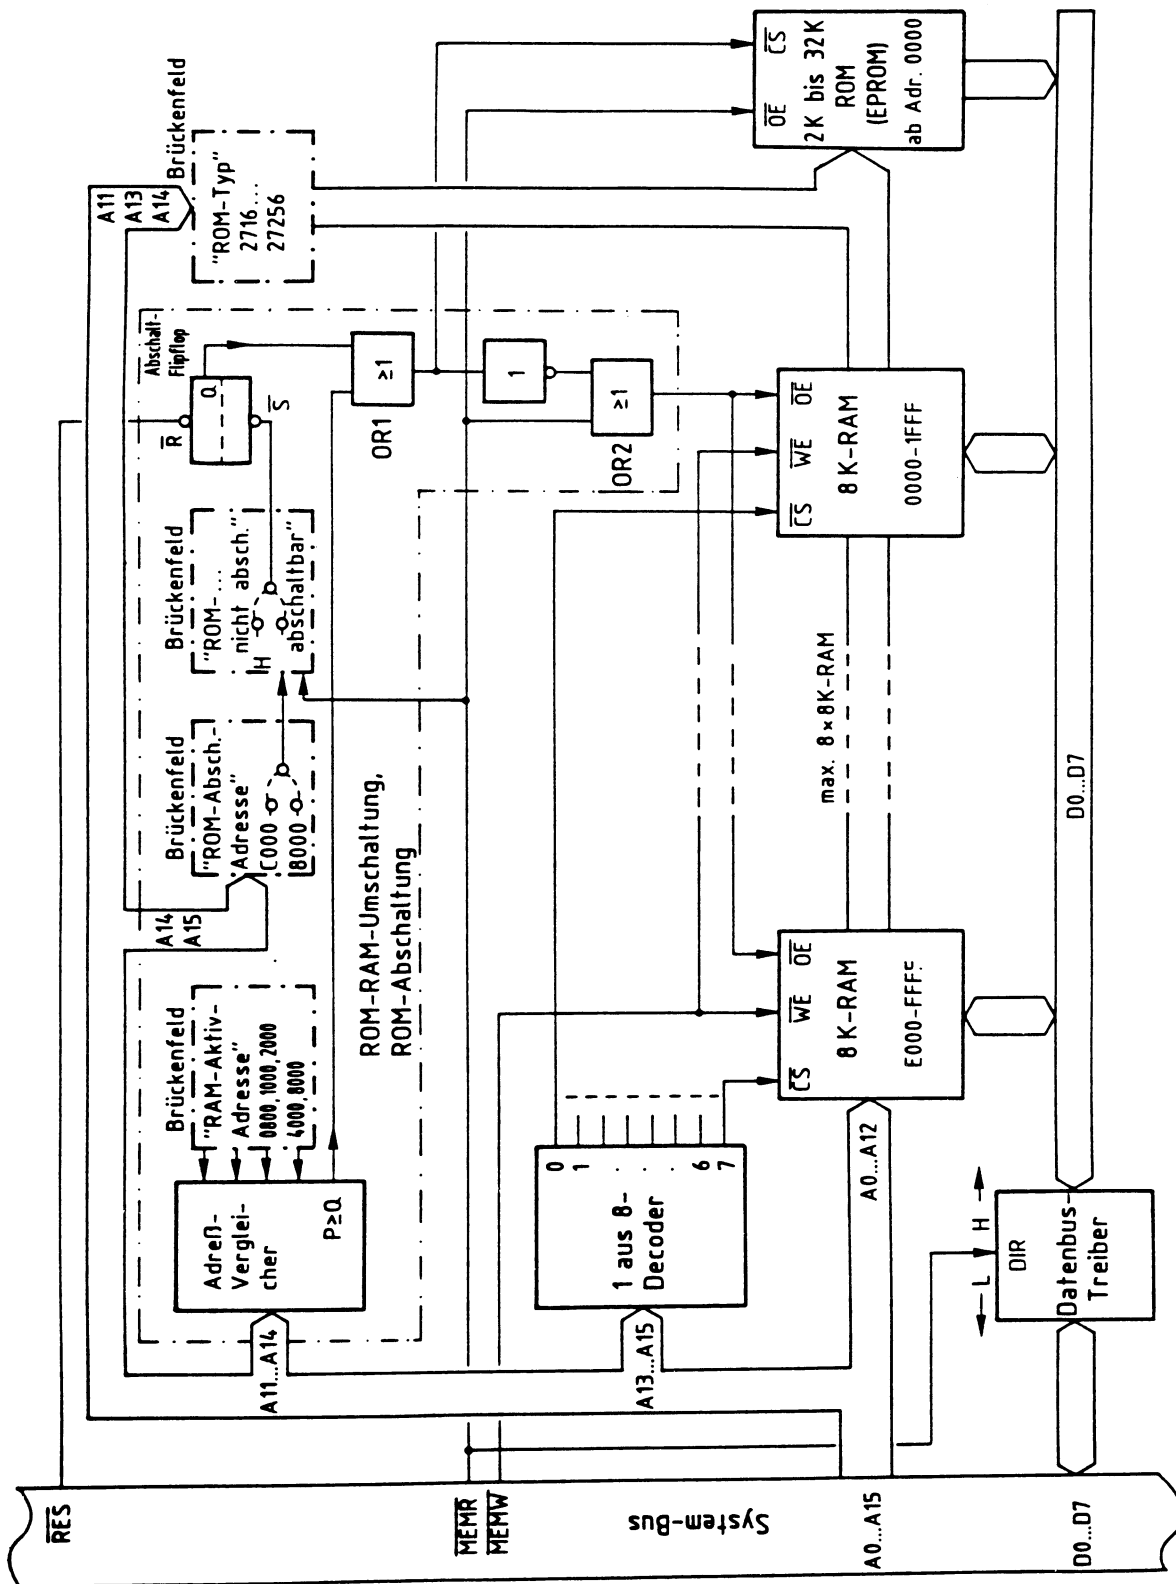 Brückenfeld
"RAM-Aktiv-
Adresse"
0800,1000,2000
4000,8000
Adreß-
Verglei-
cher
P≥Q
A11...A14
A14
A15
Brückenfeld
"ROM-Absch.-
Adresse"
C000
8000
Brückenfeld
"ROM-...
nicht absch."
H
abschaltbar"
Abschalt-
Flipflop
R
Q
S
A11
A13
A14
Brückenfeld
"ROM-Typ"
2716...
27256
≥1
OR1
1
≥1
OR2
ROM-RAM-Umschaltung,
ROM-Abschaltung
1 aus 8-
Decoder
0
1
.
.
6
7
A13...A15
CS
WE
OE
8K-RAM
E000-FFFF
A0...A12
max. 8×8K-RAM
CS
WE
OE
8K-RAM
0000-1FFF
OE
CS
2K bis 32K
ROM
(EPROM)
ab Adr. 0000
L
H
DIR
Datenbus-
Treiber
D0...D7
RES
MEMR
MEMW
System-Bus
A0...A15
D0...D7